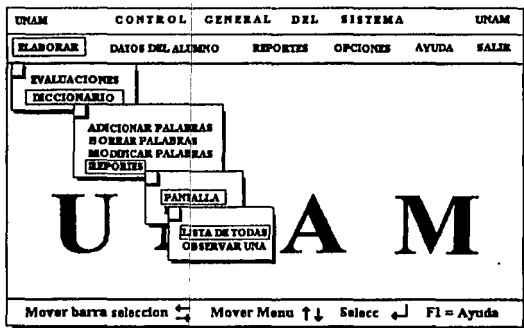 UNAM CONTROL GENERAL DEL SISTEMA UNAM
ELABORAR DATOS DEL ALUMNO REPORTES OPCIONES AYUDA SALIR
EVALUACIONES
DICCIONARIO
ADICIONAR PALABRAS
BORRAR PALABRAS
MODIFICAR PALABRAS
REPORTES
PANTALLA
LISTA DE TODAS
OBSERVAR UNA
U A M
Mover barra seleccion ⇆ Mover Menu ↑↓ Selecc ↵ F1 = Ayuda